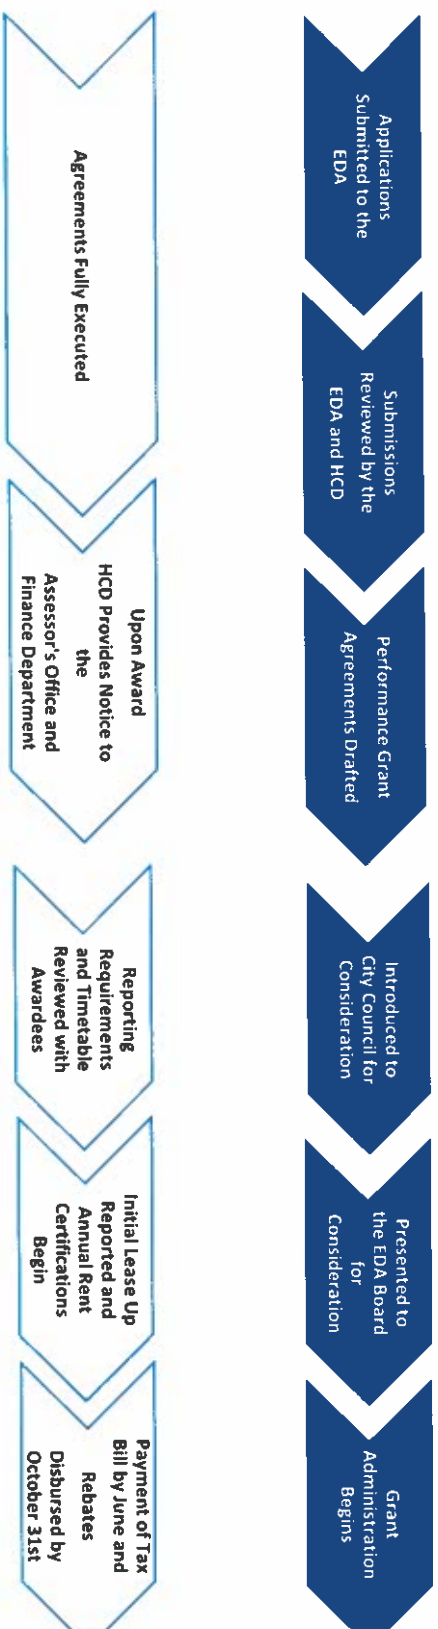 Applications
Submitted to the
EDA
Submissions
Reviewed by the
EDA and HCD
Performance Grant
Agreements Drafted
Introduced to
City Council for
Consideration
Presented to
the EDA Board
for
Consideration
Grant
Administration
Begins
Agreements Fully Executed
Upon Award
HCD Provides Notice to
the
Assessor's Office and
Finance Department
Reporting
Requirements
and Timetable
Reviewed with
Awardees
Initial Lease Up
Reported and
Annual Rent
Certifications
Begin
Payment of Tax
Bill by June and
Rebates
Disbursed by
October 31st